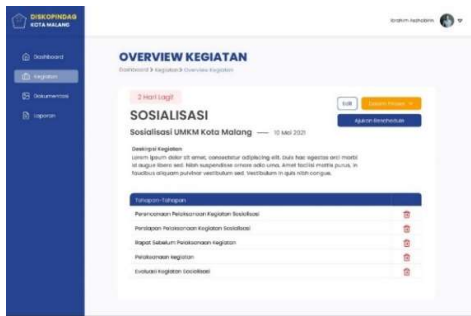 DISKOPINDAG
KOTA MALANG
Dashboard
Kegiatan
Dokumentasi
Laporan
OVERVIEW KEGIATAN
Dashboard > Kegiatan > Overview Kegiatan
2 Hari Lagi!
SOSIALISASI
Edit
Dalam Proses
Ajukan Reschedule
Sosialisasi UMKM Kota Malang — 10 Mei 2021
Deskripsi Kegiatan
Lorem ipsum dolor sit amet, consectetur adipiscing elit. Duis hac egestas orci morbi
id augue libero sed. Nibh suspendisse ornare odio urna. Amet facilisi mattis purus, in
faucibus aliquam pulvinar vestibulum sed. Vestibulum in quis nibh congue.
Tahapan-Tahapan
Perencanaan Pelaksanaan Kegiatan Sosialisasi
Persiapan Pelaksanaan Kegiatan Sosialisasi
Rapat Sebelum Pelaksanaan Kegiatan
Pelaksanaan Kegiatan
Evaluasi Kegiatan Sosialisasi